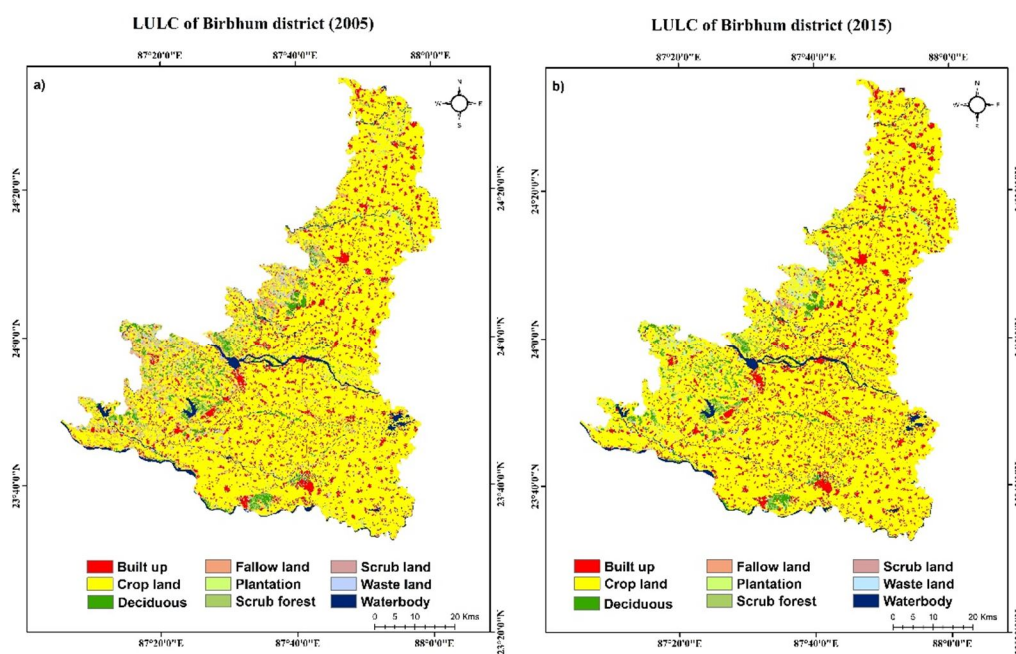 LULC of Birbhum district (2005)
87°20'0"E 87°40'0"E 88°0'0"E
a)
N
W E
S
24°20'0"N
24°0'0"N
23°40'0"N
Built up Fallow land Scrub land
Crop land Plantation Waste land
Deciduous Scrub forest Waterbody
0 5 10 20 Kms
87°20'0"E 87°40'0"E 88°0'0"E
LULC of Birbhum district (2015)
87°20'0"E 87°40'0"E 88°0'0"E
b)
N
W E
24°20'0"N
24°0'0"N
23°40'0"N
23°20'0"N
Built up Fallow land Scrub land
Crop land Plantation Waste land
Deciduous Scrub forest Waterbody
0 5 10 20 Kms
87°20'0"E 87°40'0"E 88°0'0"E